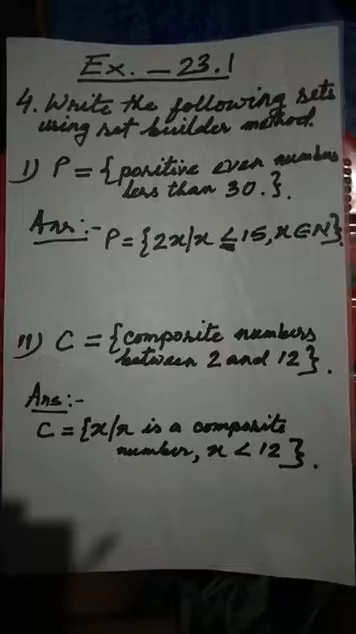 Ex. - 23.1
4. Write the following sets
using set builder method.
i) P = {positive even numbers
less than 30.}.
Ans:- P = {2x/x ≤ 15, x ∈ N}.
ii) C = {composite numbers
between 2 and 12}.
Ans:-
C = {x/x is a composite
number, x < 12}.